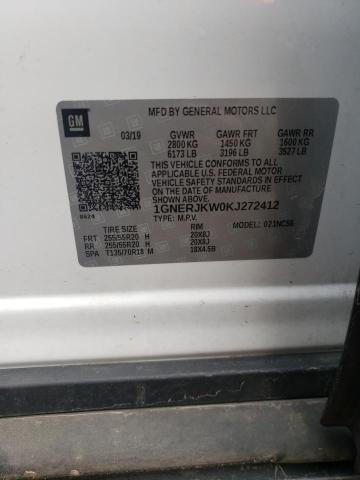 GM
MFD BY GENERAL MOTORS LLC
03/19 GVWR GAWR FRT GAWR RR
2800 KG 1450 KG 1600 KG
6173 LB 3196 LB 3527 LB
THIS VEHICLE CONFORMS TO ALL
APPLICABLE U.S. FEDERAL MOTOR
VEHICLE SAFETY STANDARDS IN
EFFECT ON THE DATE OF MANUFACTURE
SHOWN ABOVE.
1GNERJKW0KJ272412
TYPE: M.P.V. MODEL: 021NC56
RIM
FRT 255/55R20 H 20X8J
RR 255/55R20 H 20X8J
SPA T135/70R18 M 18X4.5B